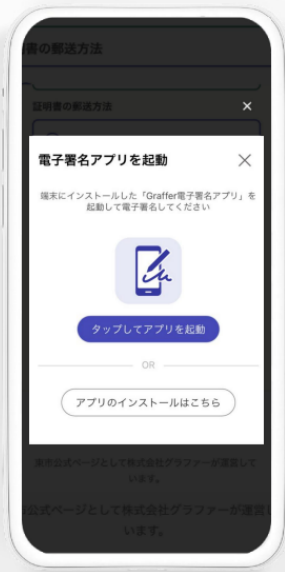 明書の郵送方法
証明書の郵送方法
電子署名アプリを起動
端末にインストールした「Graffer電子署名アプリ」を
起動して電子署名してください
タップしてアプリを起動
OR
アプリのインストールはこちら
市公式ページとして株式会社グラファーが運営して
います。
公式ページとして株式会社グラファーが運営
います。